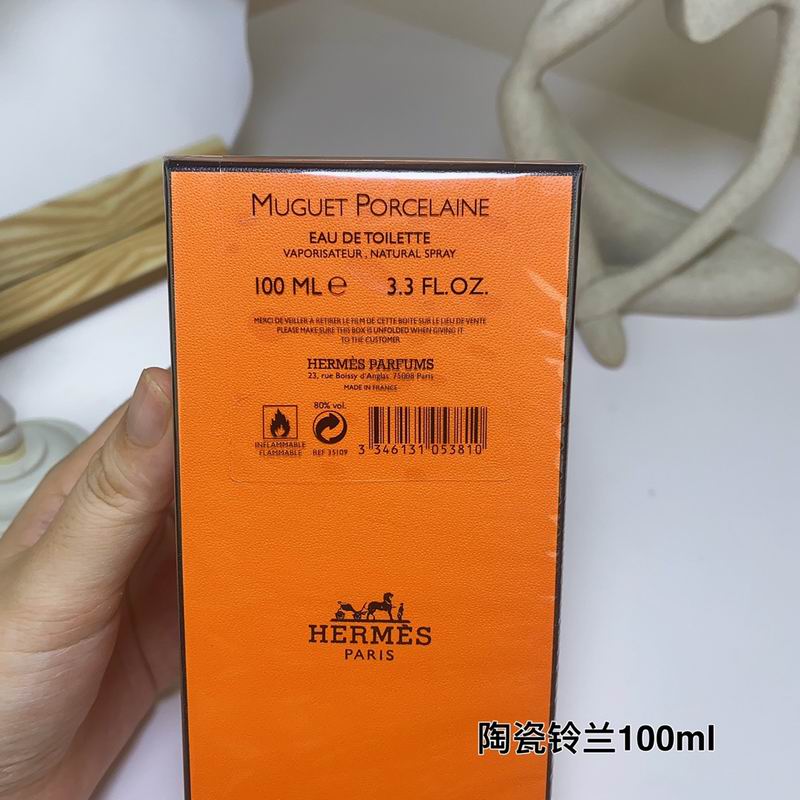 MUGUET PORCELAINE
EAU DE TOILETTE
VAPORISATEUR . NATURAL SPRAY
100 ML ℮ 3.3 FL.OZ.
MERCI DE VEILLER A RETIRER LE FILM DE CETTE BOITE SUR LE LIEU DE VENTE
PLEASE MAKE SURE THIS BOX IS UNFOLDED WHEN GIVING IT
TO THE CUSTOMER
HERMÈS PARFUMS
23, rue Boissy d'Anglas 75008 Paris
MADE IN FRANCE
80% vol.
INFLAMMABLE
FLAMMABLE
REF 35109
3 346131 053810
HERMÈS
PARIS
陶瓷铃兰100ml